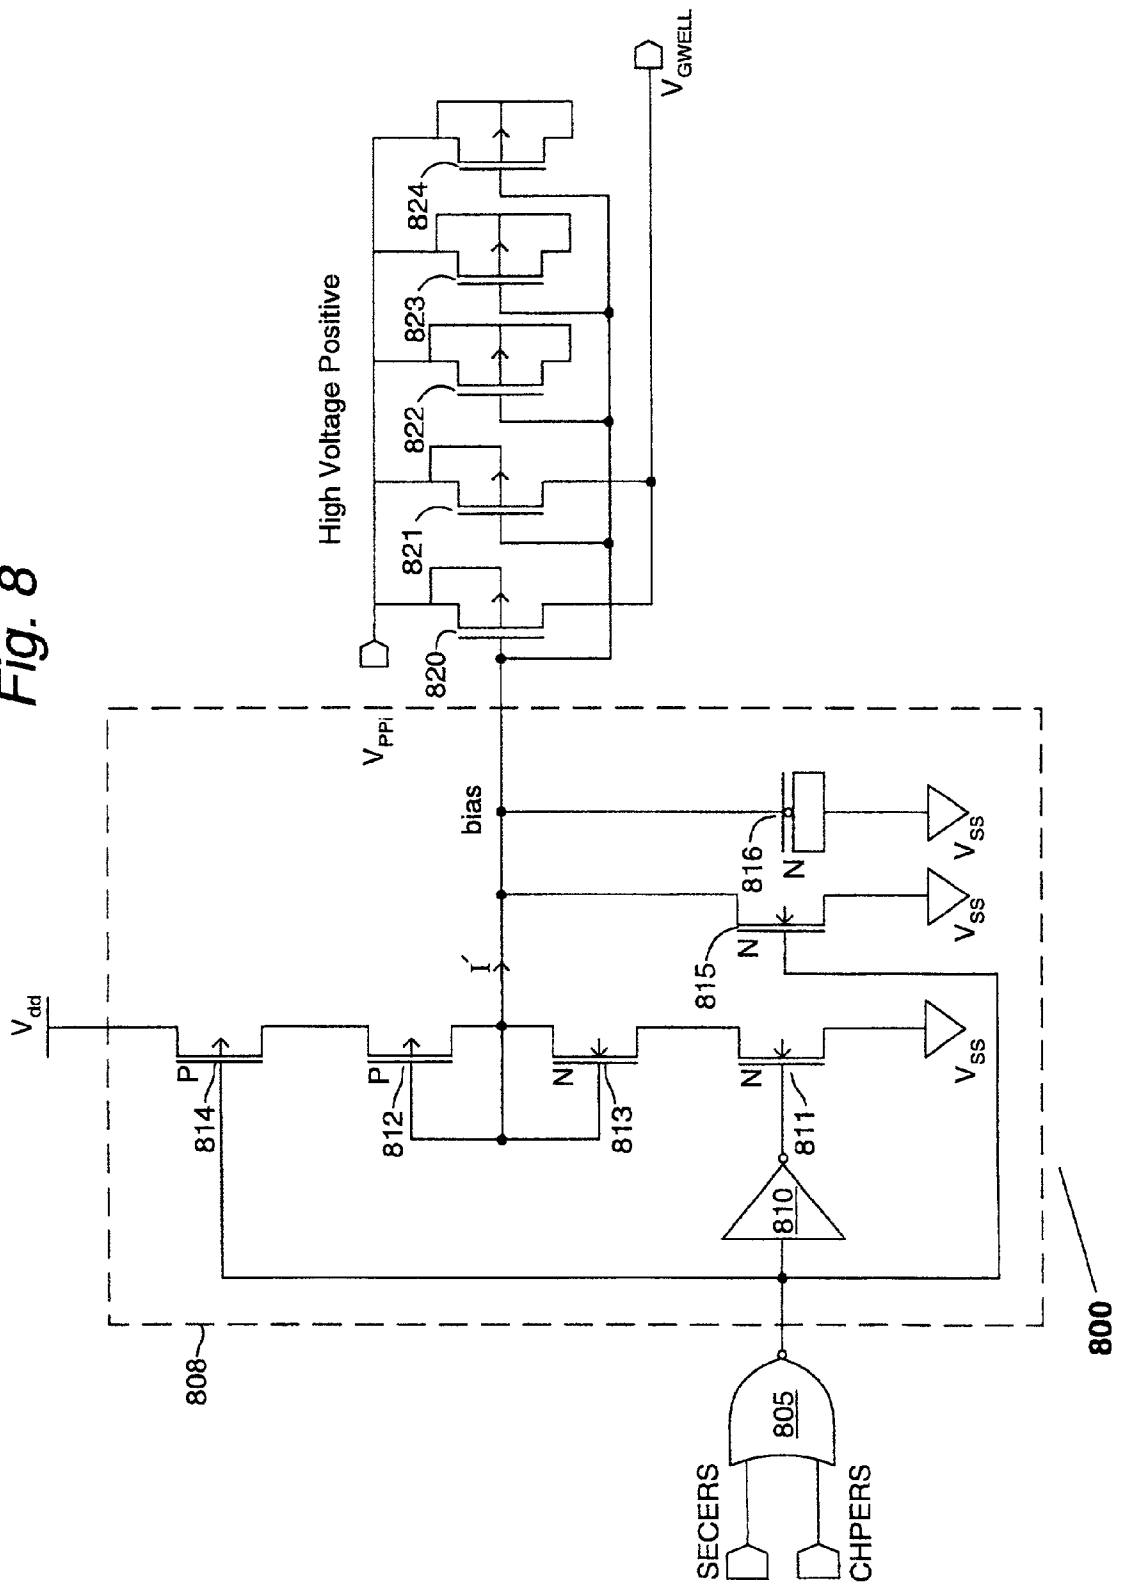 Fig. 8
High Voltage Positive
824
823
822
821
820
V_GWELL
V_PPi
bias
V_dd
I´
P
814
P
812
N
813
N
811
V_SS
N
815
V_SS
816
N
V_SS
810
808
800
805
SECERS
CHPERS